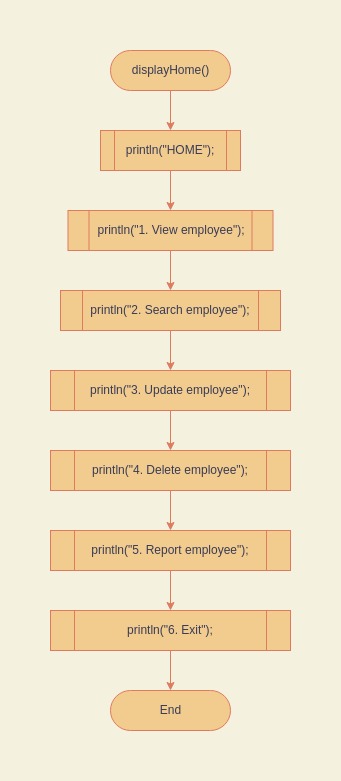 displayHome()
println("HOME");
println("1. View employee");
println("2. Search employee");
println("3. Update employee");
println("4. Delete employee");
println("5. Report employee");
println("6. Exit");
End